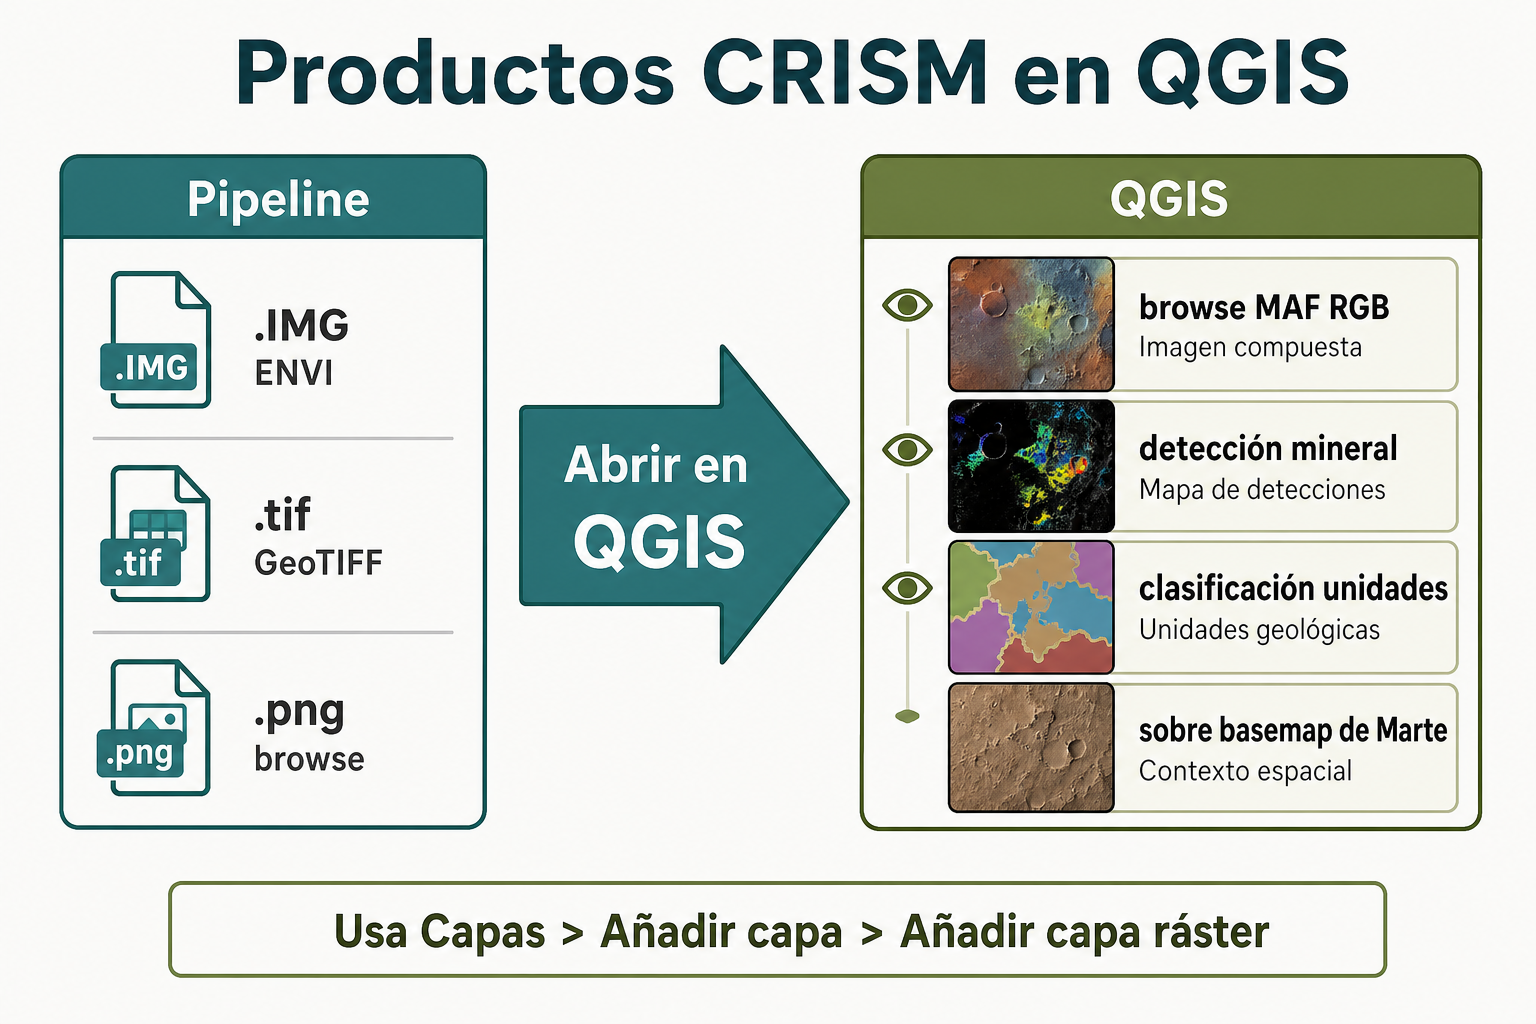 Productos CRISM en QGIS
Pipeline
.IMG
.IMG
ENVI
.tif
.tif
GeoTIFF
.png
.png
browse
Abrir en
QGIS
QGIS
browse MAF RGB
Imagen compuesta
detección mineral
Mapa de detecciones
clasificación unidades
Unidades geológicas
sobre basemap de Marte
Contexto espacial
Usa Capas > Añadir capa > Añadir capa ráster